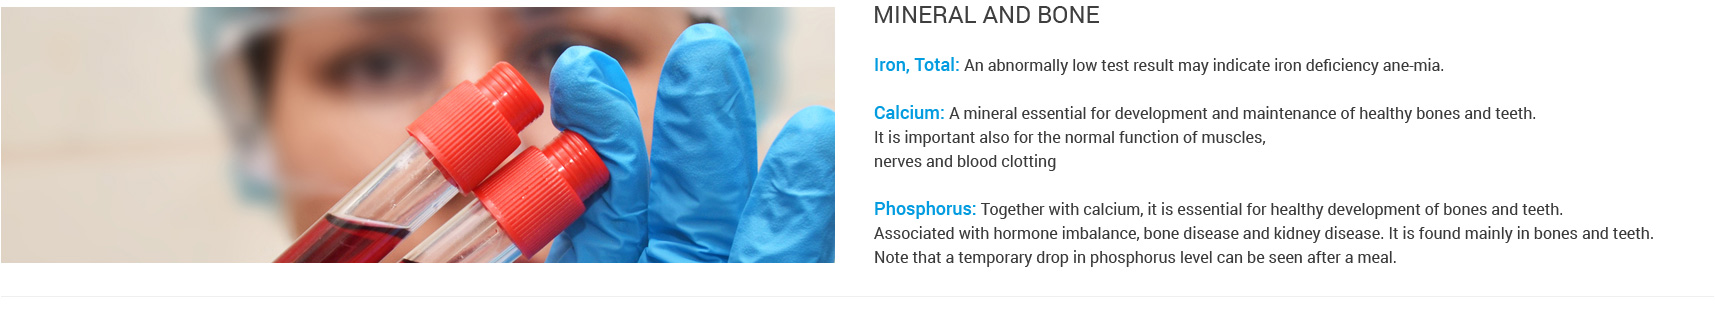 MINERAL AND BONE
Iron, Total: An abnormally low test result may indicate iron deficiency ane-mia.
Calcium: A mineral essential for development and maintenance of healthy bones and teeth.
It is important also for the normal function of muscles,
nerves and blood clotting
Phosphorus: Together with calcium, it is essential for healthy development of bones and teeth.
Associated with hormone imbalance, bone disease and kidney disease. It is found mainly in bones and teeth.
Note that a temporary drop in phosphorus level can be seen after a meal.